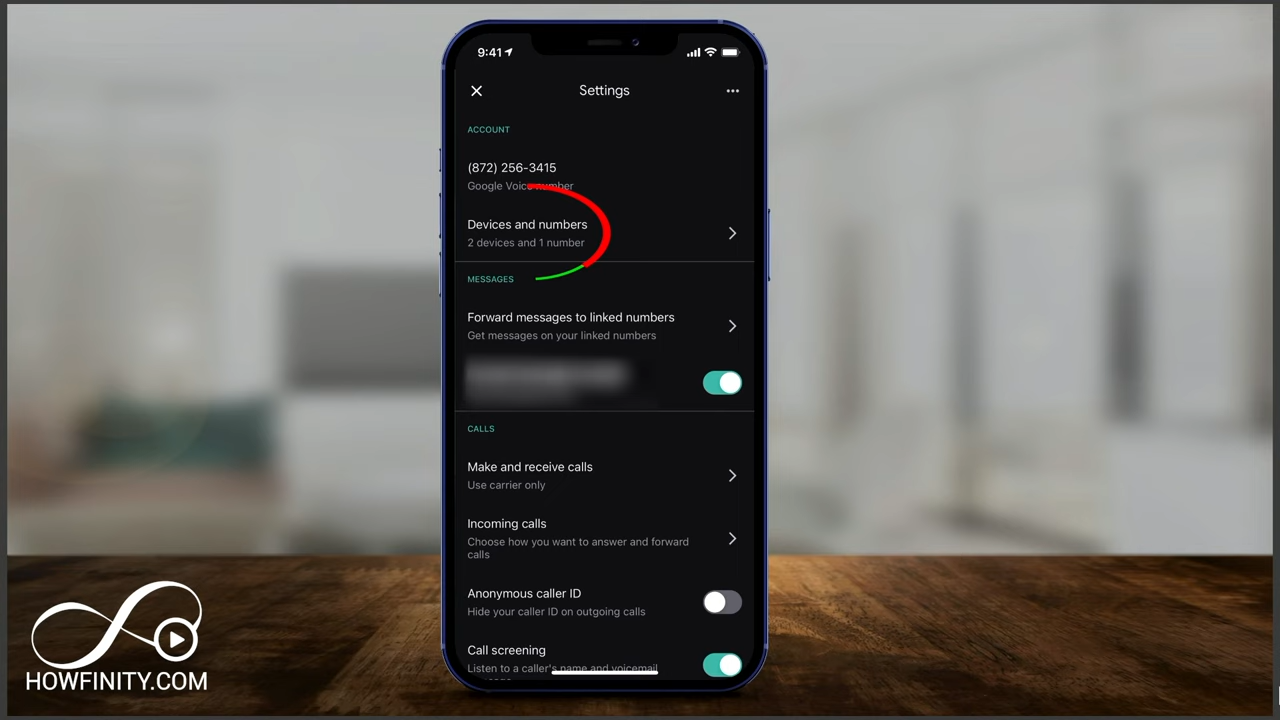 9:41
Settings
ACCOUNT
(872) 256-3415
Google Voice number
Devices and numbers
2 devices and 1 number
MESSAGES
Forward messages to linked numbers
Get messages on your linked numbers
CALLS
Make and receive calls
Use carrier only
Incoming calls
Choose how you want to answer and forward
calls
Anonymous caller ID
Hide your caller ID on outgoing calls
Call screening
Listen to a caller's name and voicemail
HOWFINITY.COM